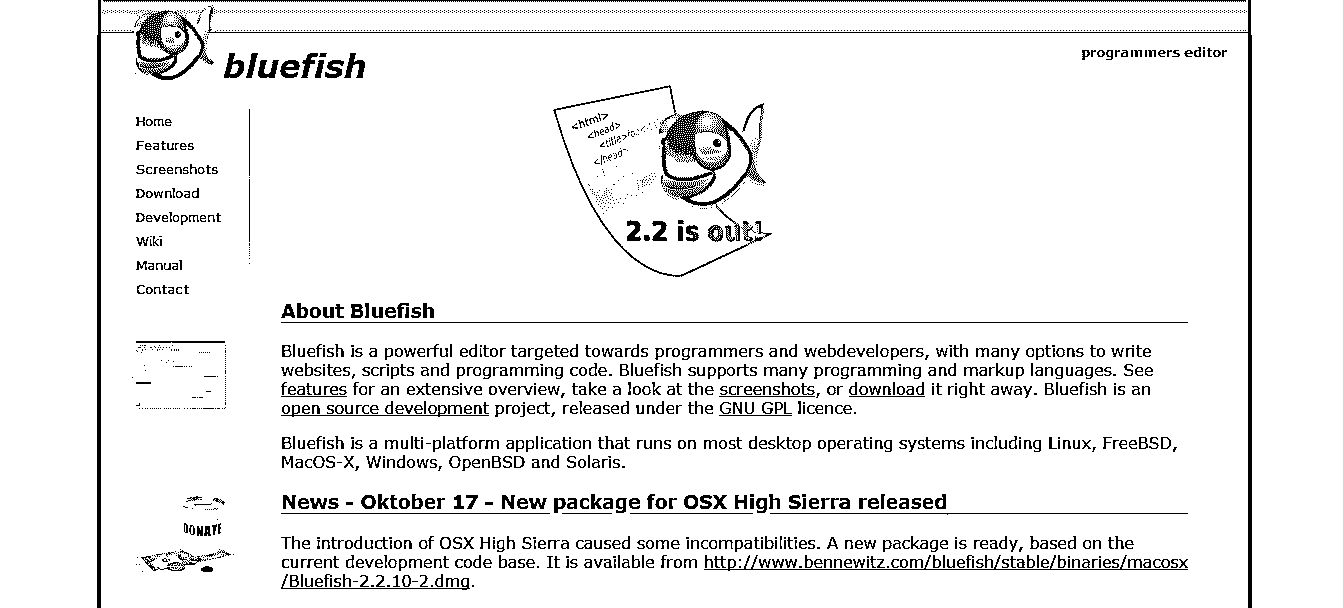 bluefish
programmers editor
Home
Features
Screenshots
Download
Development
Wiki
Manual
Contact
<html>
<head>
<title>
</head>
2.2 is out!
About Bluefish
Bluefish is a powerful editor targeted towards programmers and webdevelopers, with many options to write
websites, scripts and programming code. Bluefish supports many programming and markup languages. See
features for an extensive overview, take a look at the screenshots, or download it right away. Bluefish is an
open source development project, released under the GNU GPL licence.
Bluefish is a multi-platform application that runs on most desktop operating systems including Linux, FreeBSD,
MacOS-X, Windows, OpenBSD and Solaris.
DONATE
News - Oktober 17 - New package for OSX High Sierra released
The introduction of OSX High Sierra caused some incompatibilities. A new package is ready, based on the
current development code base. It is available from http://www.bennewitz.com/bluefish/stable/binaries/macosx
/Bluefish-2.2.10-2.dmg.